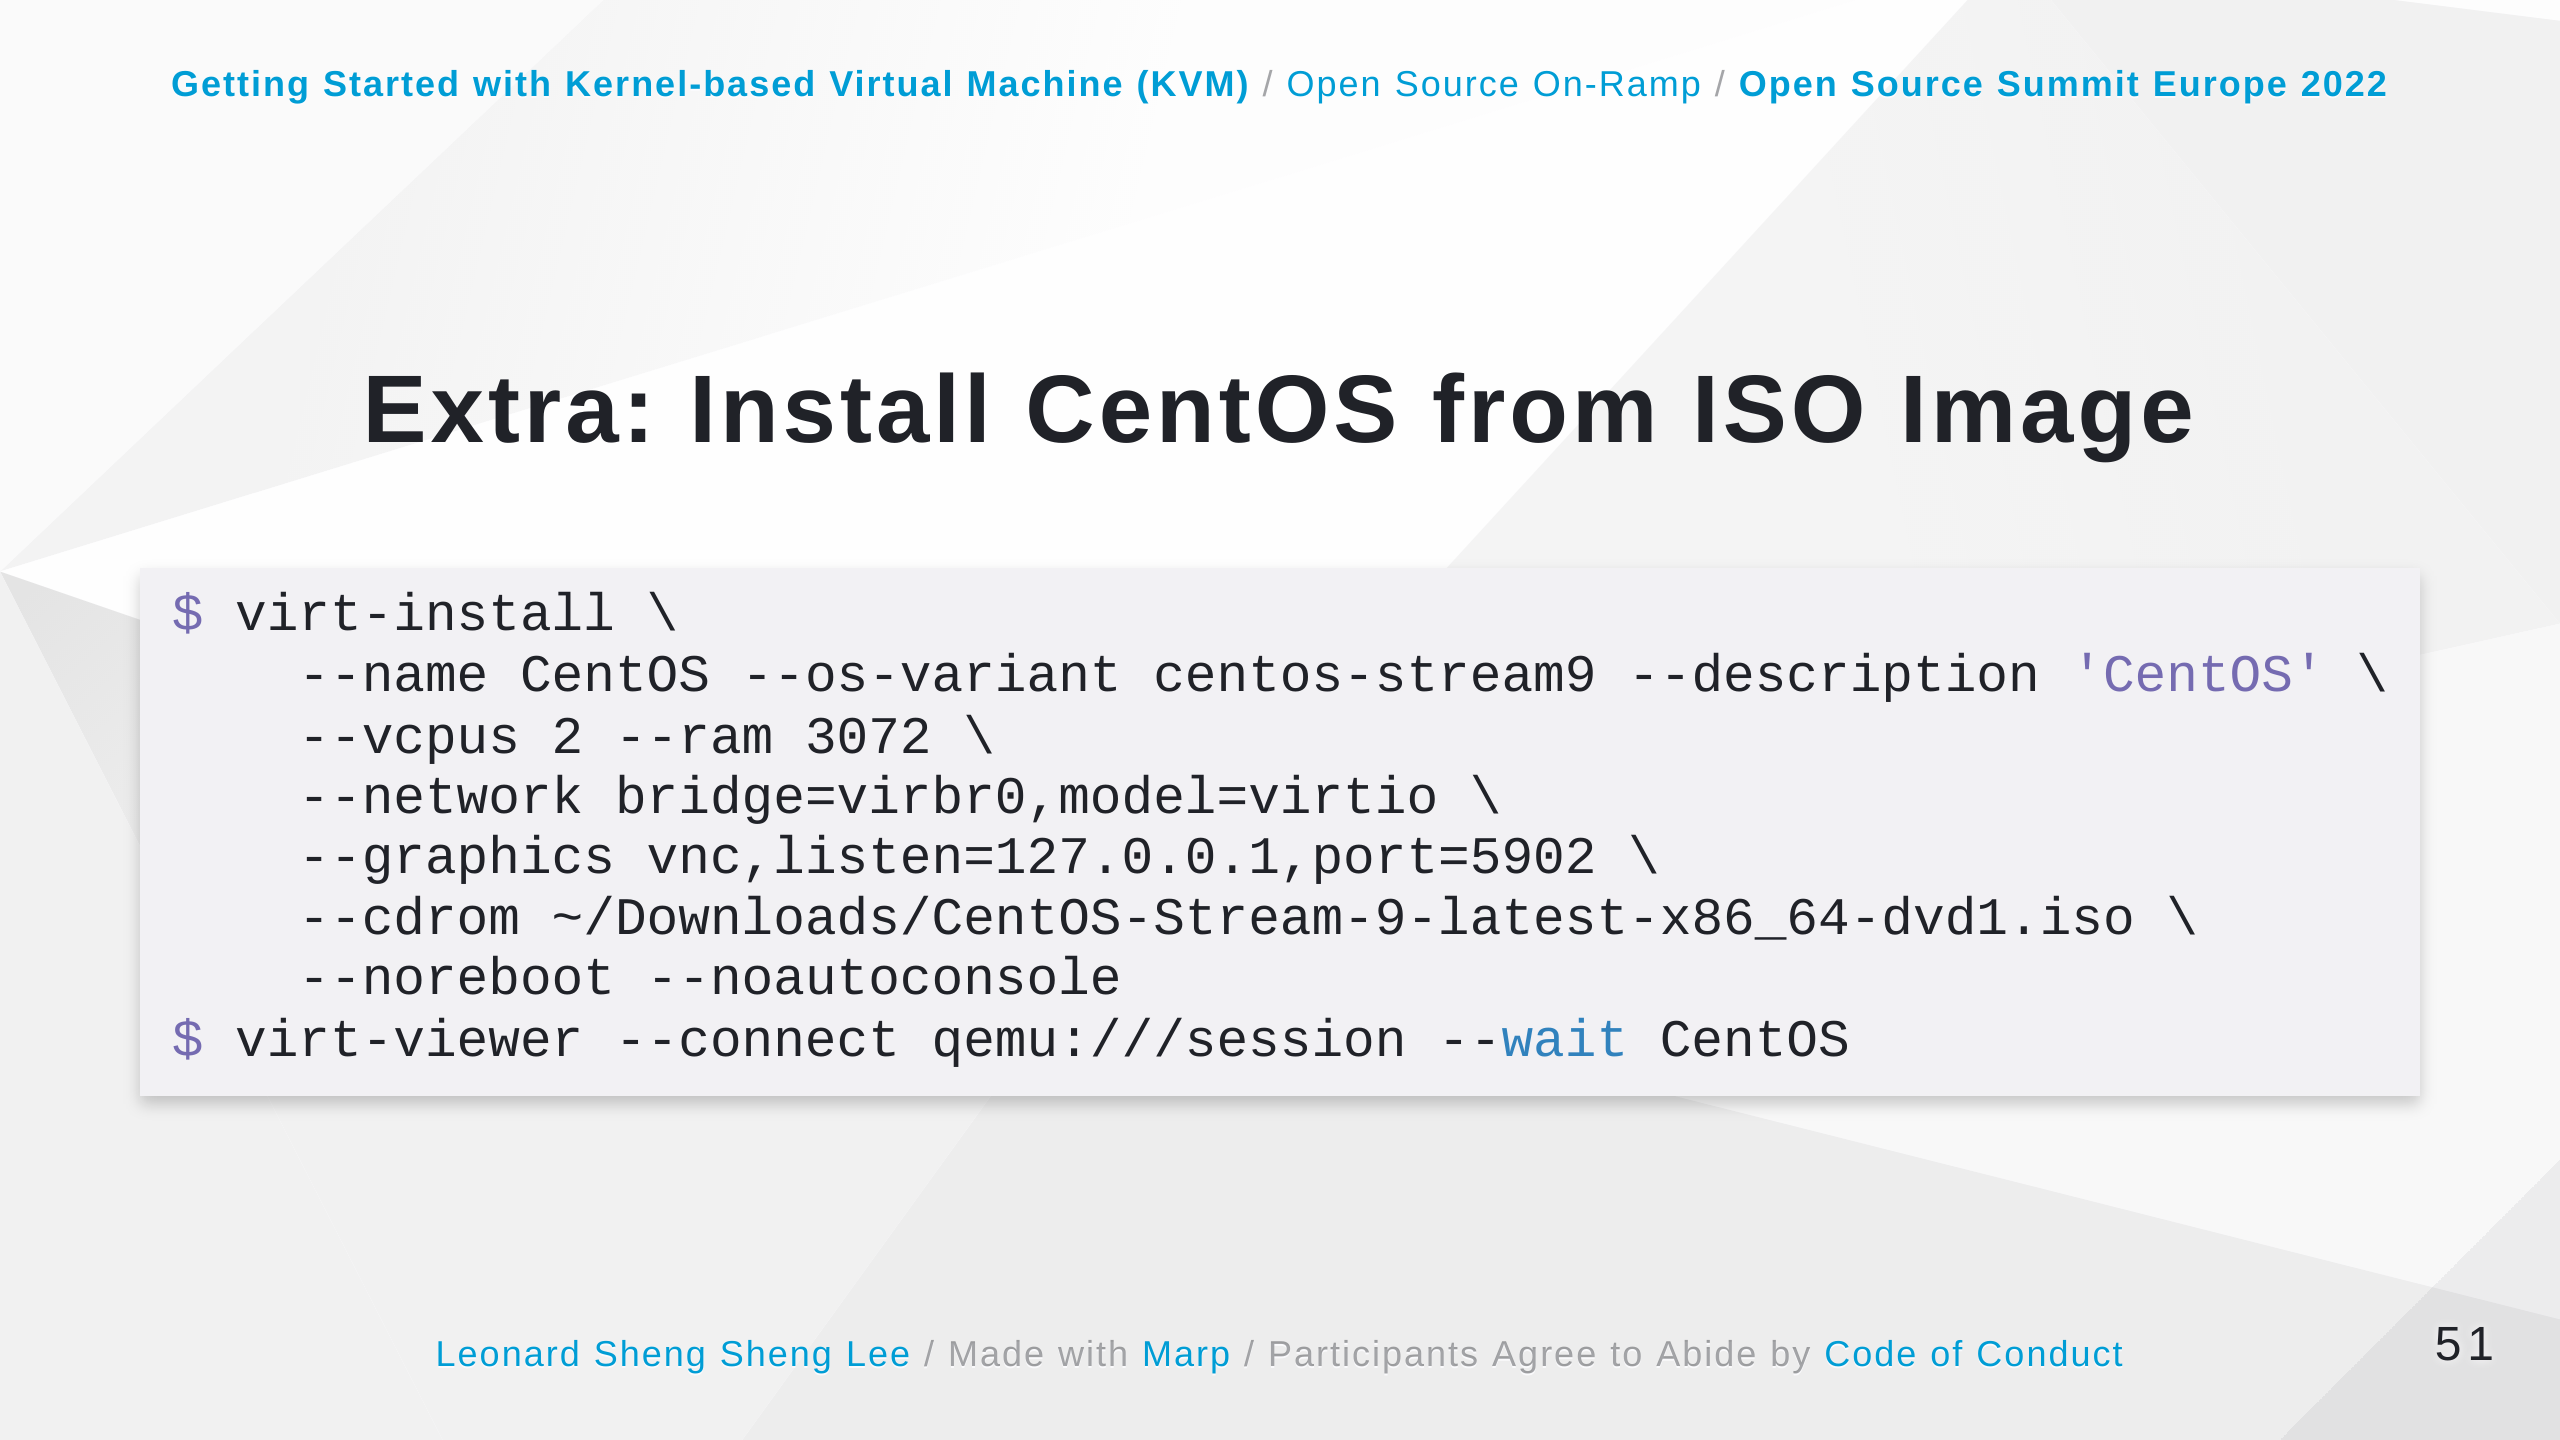 Getting Started with Kernel-based Virtual Machine (KVM) / Open Source On-Ramp / Open Source Summit Europe 2022
Extra: Install CentOS from ISO Image
$ virt-install \
    --name CentOS --os-variant centos-stream9 --description 'CentOS' \
    --vcpus 2 --ram 3072 \
    --network bridge=virbr0,model=virtio \
    --graphics vnc,listen=127.0.0.1,port=5902 \
    --cdrom ~/Downloads/CentOS-Stream-9-latest-x86_64-dvd1.iso \
    --noreboot --noautoconsole
$ virt-viewer --connect qemu:///session --wait CentOS
Leonard Sheng Sheng Lee / Made with Marp / Participants Agree to Abide by Code of Conduct
51